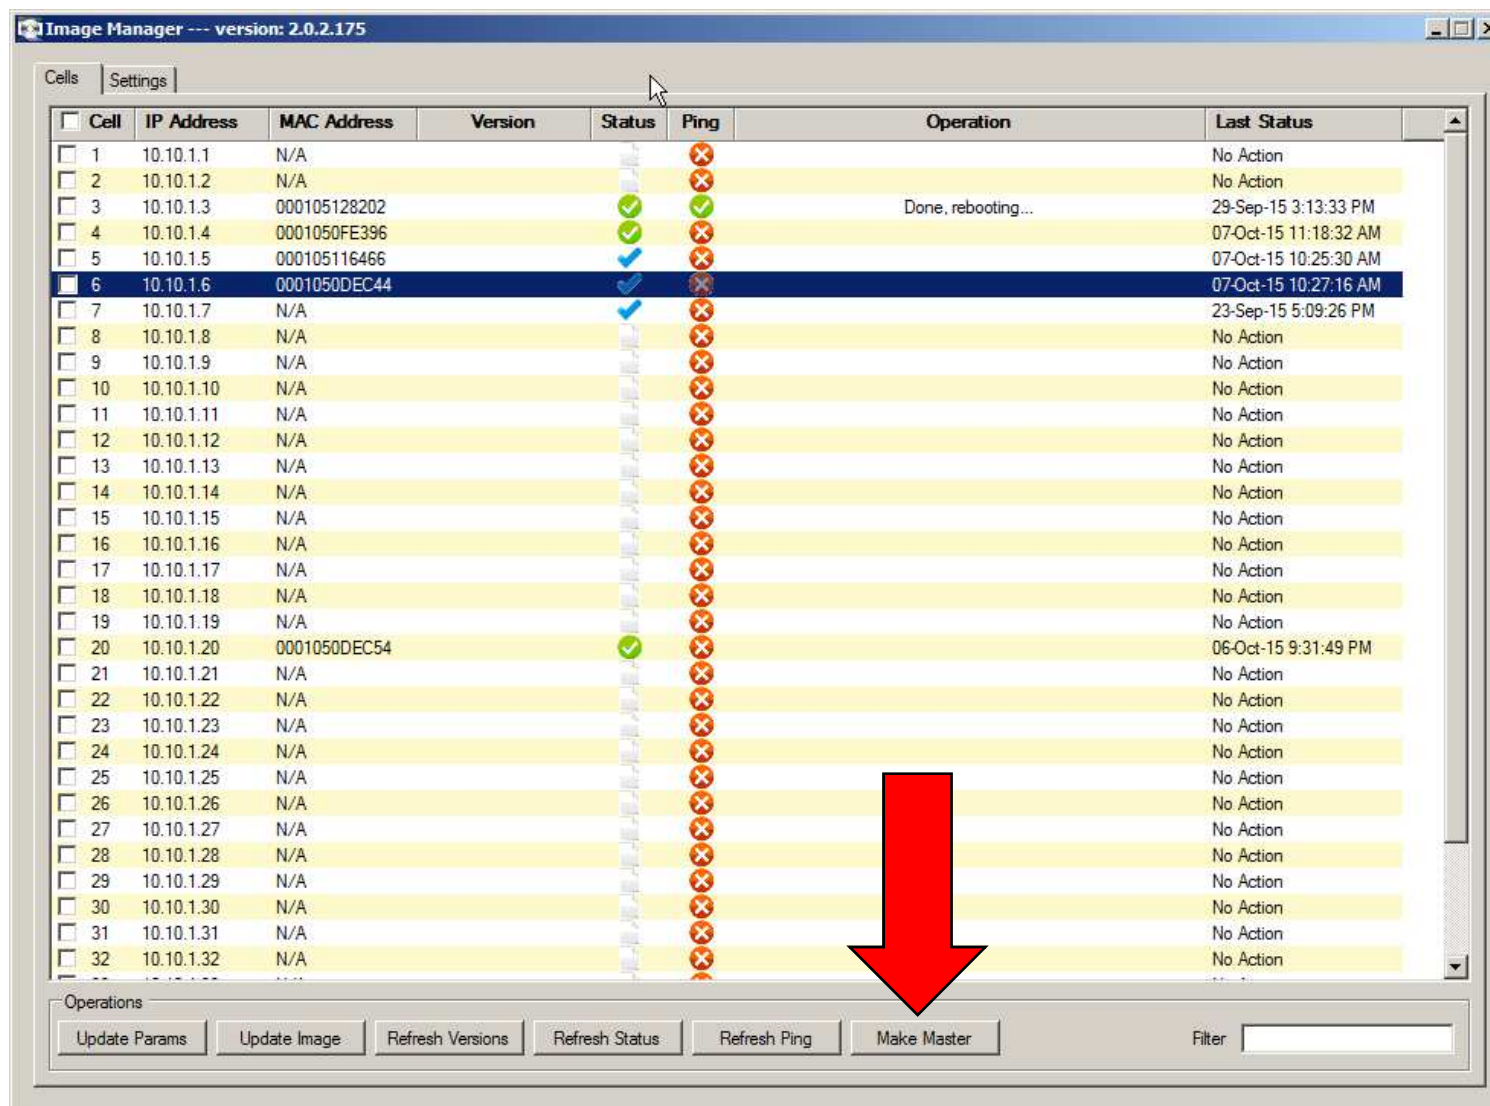 Image Manager --- version: 2.0.2.175
Cells Settings
Cell IP Address MAC Address Version Status Ping Operation Last Status
1 10.10.1.1 N/A No Action
2 10.10.1.2 N/A No Action
3 10.10.1.3 000105128202 Done, rebooting... 29-Sep-15 3:13:33 PM
4 10.10.1.4 0001050FE396 07-Oct-15 11:18:32 AM
5 10.10.1.5 000105116466 07-Oct-15 10:25:30 AM
6 10.10.1.6 0001050DEC44 07-Oct-15 10:27:16 AM
7 10.10.1.7 N/A 23-Sep-15 5:09:26 PM
8 10.10.1.8 N/A No Action
9 10.10.1.9 N/A No Action
10 10.10.1.10 N/A No Action
11 10.10.1.11 N/A No Action
12 10.10.1.12 N/A No Action
13 10.10.1.13 N/A No Action
14 10.10.1.14 N/A No Action
15 10.10.1.15 N/A No Action
16 10.10.1.16 N/A No Action
17 10.10.1.17 N/A No Action
18 10.10.1.18 N/A No Action
19 10.10.1.19 N/A No Action
20 10.10.1.20 0001050DEC54 06-Oct-15 9:31:49 PM
21 10.10.1.21 N/A No Action
22 10.10.1.22 N/A No Action
23 10.10.1.23 N/A No Action
24 10.10.1.24 N/A No Action
25 10.10.1.25 N/A No Action
26 10.10.1.26 N/A No Action
27 10.10.1.27 N/A No Action
28 10.10.1.28 N/A No Action
29 10.10.1.29 N/A No Action
30 10.10.1.30 N/A No Action
31 10.10.1.31 N/A No Action
32 10.10.1.32 N/A No Action
Operations
Update Params Update Image Refresh Versions Refresh Status Refresh Ping Make Master Filter